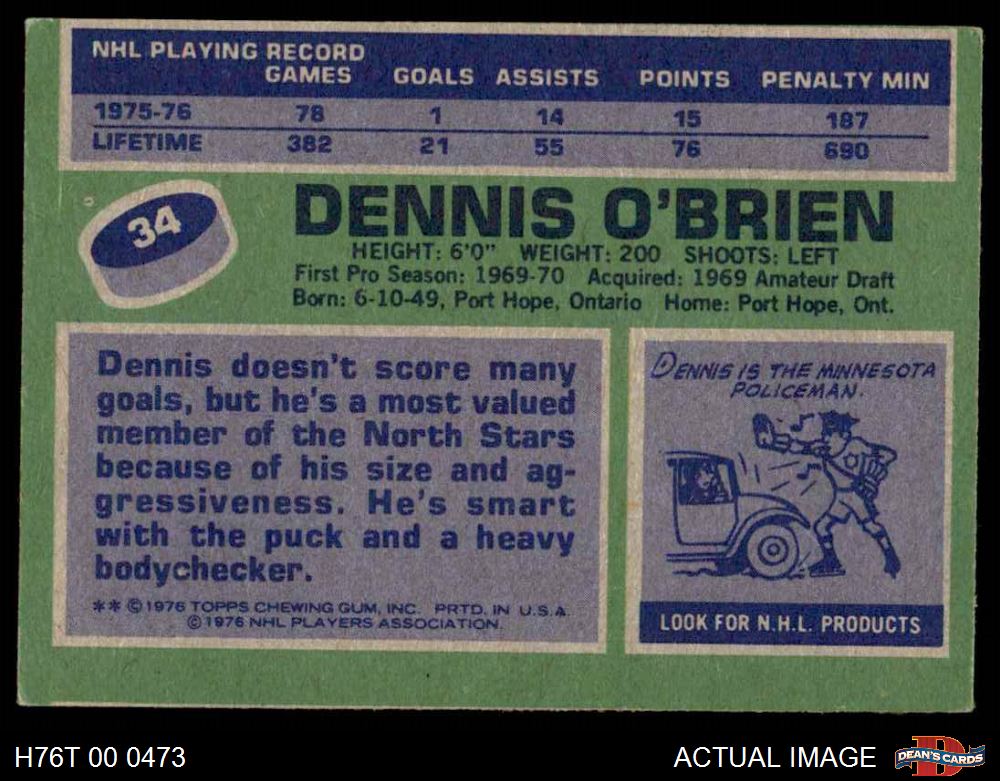 NHL PLAYING RECORD
GAMES GOALS ASSISTS POINTS PENALTY MIN
1975-76 78 1 14 15 187
LIFETIME 382 21 55 76 690
34
DENNIS O'BRIEN
HEIGHT: 6'0" WEIGHT: 200 SHOOTS: LEFT
First Pro Season: 1969-70 Acquired: 1969 Amateur Draft
Born: 6-10-49, Port Hope, Ontario Home: Port Hope, Ont.
Dennis doesn't score many
goals, but he's a most valued
member of the North Stars
because of his size and ag-
gressiveness. He's smart
with the puck and a heavy
bodychecker.
** © 1976 TOPPS CHEWING GUM, INC. PRTD. IN U.S.A.
© 1976 NHL PLAYERS ASSOCIATION.
DENNIS IS THE MINNESOTA
POLICEMAN.
LOOK FOR N.H.L. PRODUCTS
H76T 00 0473
ACTUAL IMAGE
D
DEAN'S CARDS